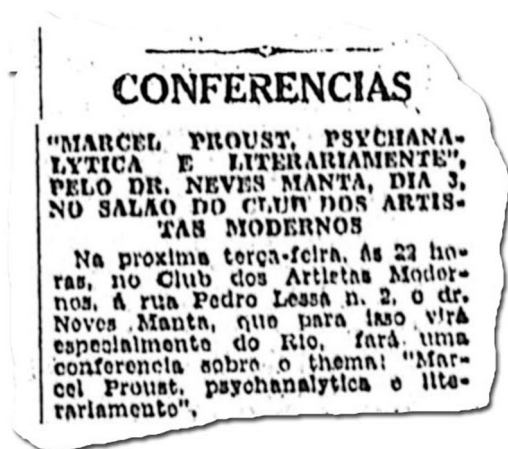 CONFERENCIAS
"MARCEL PROUST, PSYCHANA-
LYTICA E LITERARIAMENTE",
PELO DR. NEVES MANTA, DIA 3,
NO SALÃO DO CLUB DOS ARTIS-
TAS MODERNOS
Na proxima terça-feira, ás 22 ho-
ras, no Club dos Artistas Moder-
nos, á rua Pedro Lessa n. 2, o dr.
Neves Manta, que para isso virá
especialmente do Rio, fará uma
conferencia sobre o thema: "Mar-
cel Proust, psychanalytica e lite-
rariamente".